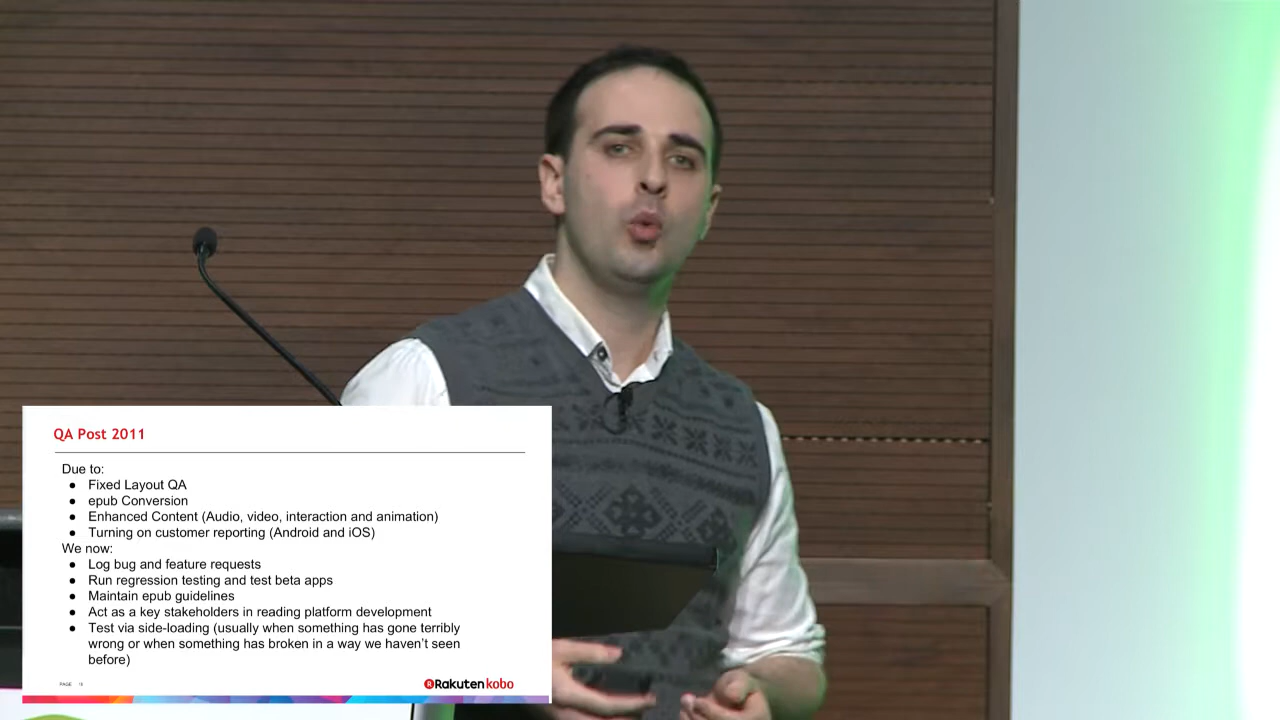 QA Post 2011
Due to:
● Fixed Layout QA
● epub Conversion
● Enhanced Content (Audio, video, interaction and animation)
● Turning on customer reporting (Android and iOS)
We now:
● Log bug and feature requests
● Run regression testing and test beta apps
● Maintain epub guidelines
● Act as a key stakeholders in reading platform development
● Test via side-loading (usually when something has gone terribly
wrong or when something has broken in a way we haven't seen
before)
PAGE
Rakuten kobo